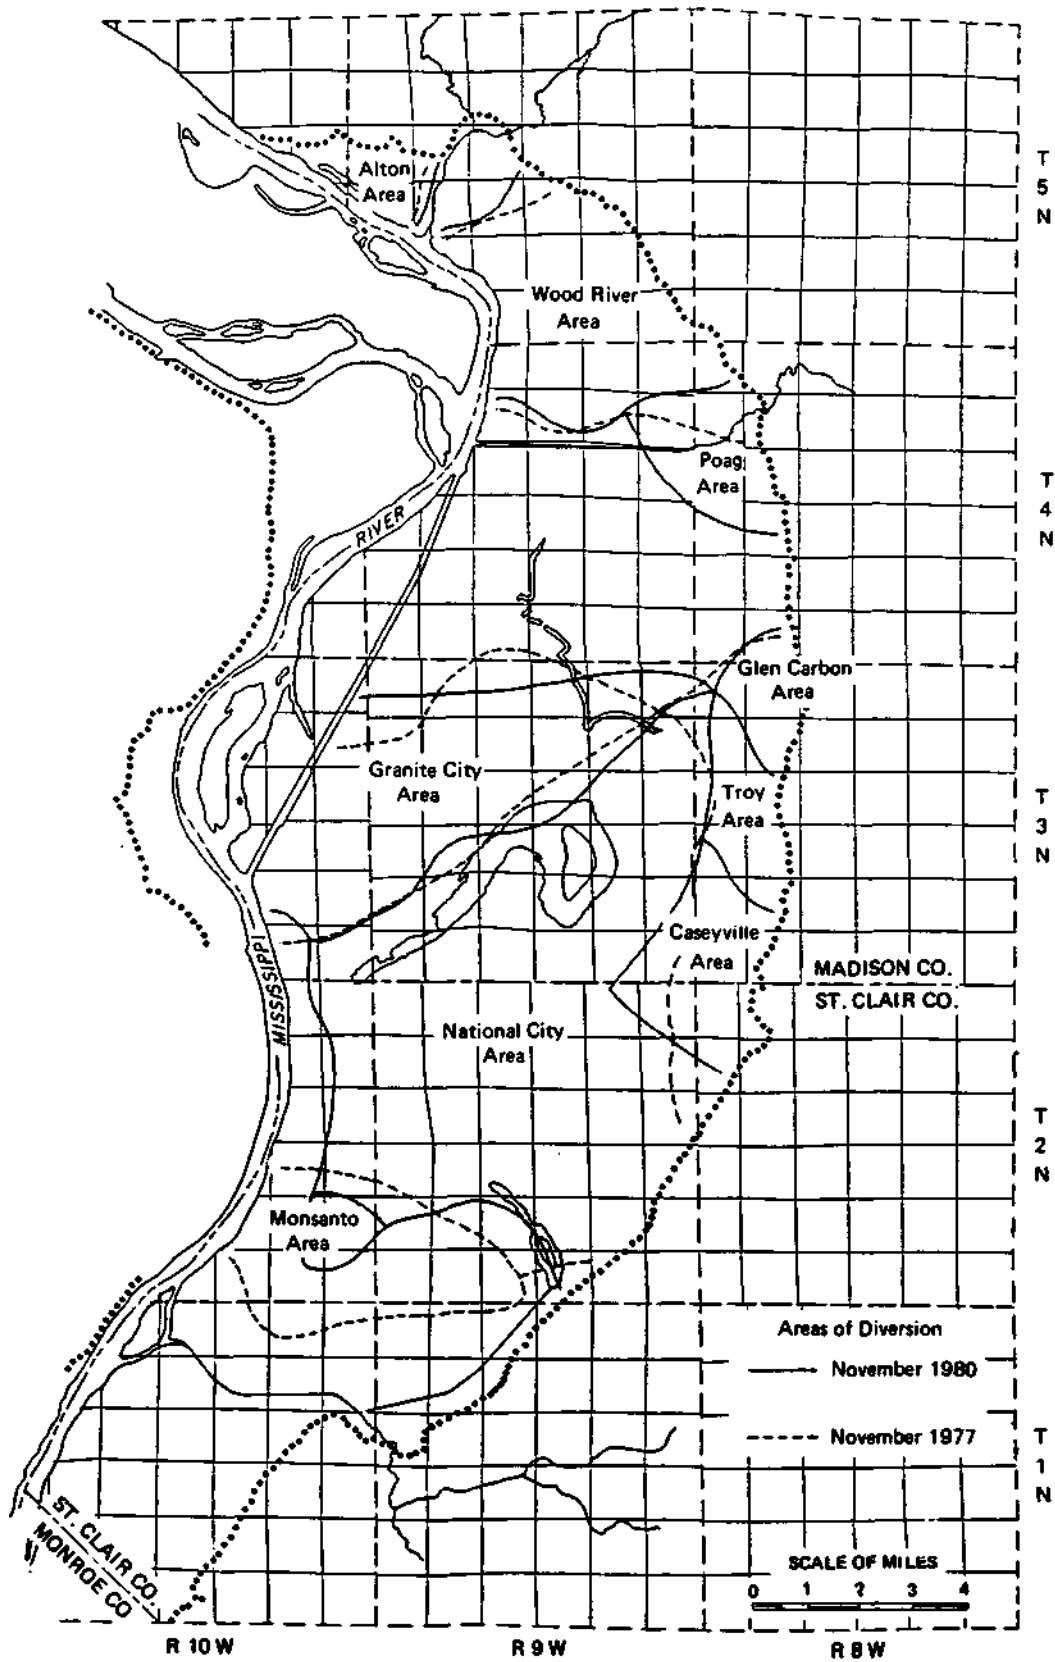 Alton
Area
T
5
N
Wood River
Area
Poag
Area
T
4
N
RIVER
Glen Carbon
Area
Granite City
Area
Troy
Area
T
3
N
Caseyville
Area
MADISON CO.
ST. CLAIR CO.
MISSISSIPPI
National City
Area
T
2
N
Monsanto
Area
Areas of Diversion
November 1980
November 1977
T
1
N
ST. CLAIR CO.
MONROE CO
SCALE OF MILES
0 1 2 3 4
R 10 W R 9 W R 8 W